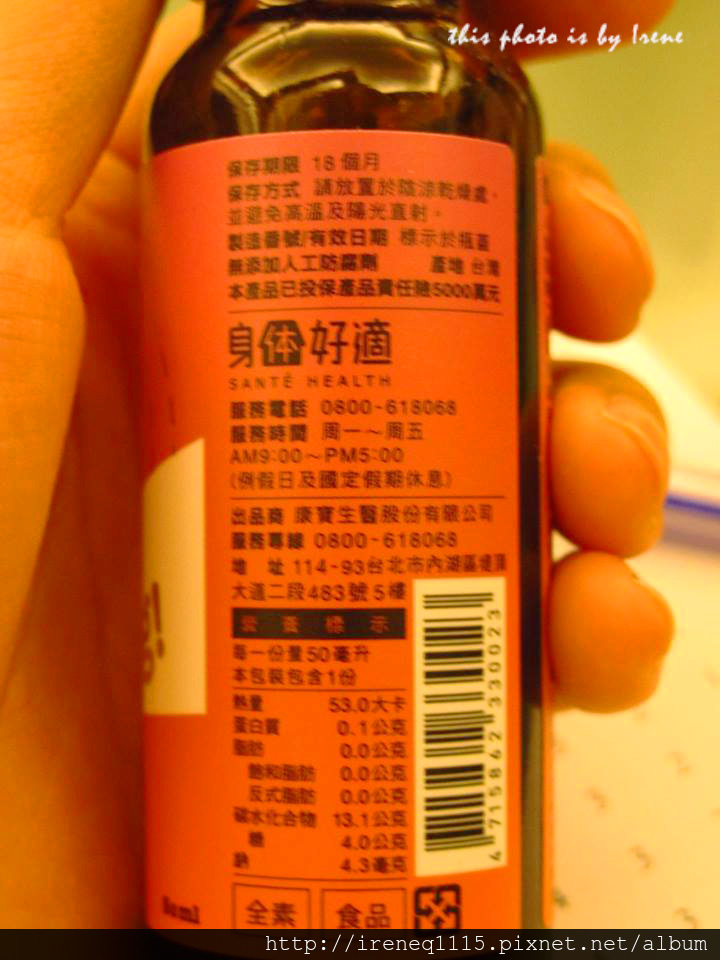 this photo is by Irene
保存期限 18個月
保存方式 請放置於陰涼乾燥處，
並避免高溫及陽光直射。
製造番號/有效日期 標示於瓶蓋
無添加人工防腐劑 產地 台灣
本產品已投保產品責任險5000萬元
身体好適
SANTÉ HEALTH
服務電話 0800-618068
服務時間 周一～周五
AM9:00～PM5:00
(例假日及國定假期休息)
出品商 康寶生醫股份有限公司
服務專線 0800-618068
地 址 114-93台北市內湖區堤頂
大道二段483號5樓
營養標示
每一份量50毫升
本包裝包含1份
熱量 53.0大卡
蛋白質 0.1公克
脂肪 0.0公克
飽和脂肪 0.0公克
反式脂肪 0.0公克
碳水化合物 13.1公克
糖 4.0公克
鈉 4.3毫克
4 715862 330023
全素 食品
http://ireneq1115.pixnet.net/album